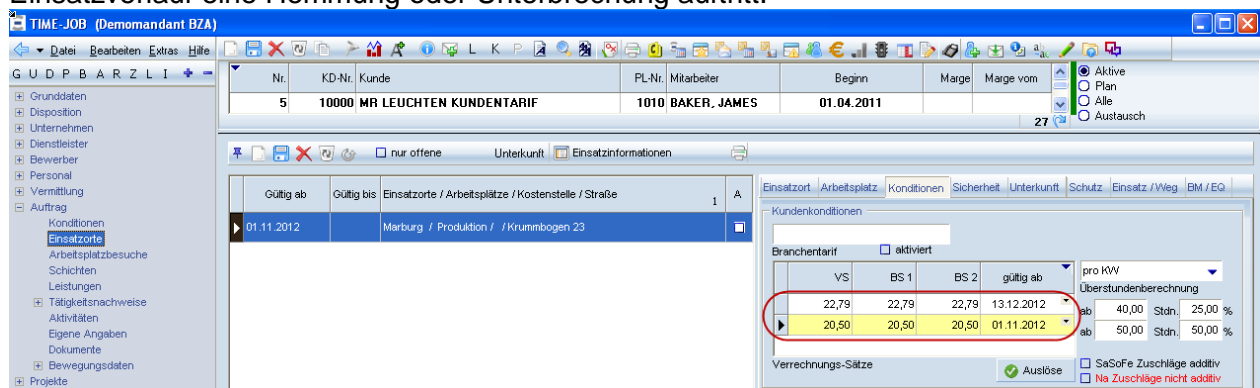 Einsatzverlauf eine Hemmung oder Unterbrechung auftritt.
TIME-JOB (Demomandant BZA)
Datei Bearbeiten Extras Hilfe L K P
G U D P B A R Z L I
Nr. KD-Nr. Kunde PL-Nr. Mitarbeiter Beginn Marge Marge vom
5 10000 MR LEUCHTEN KUNDENTARIF 1010 BAKER, JAMES 01.04.2011
27
Aktive
Plan
Alle
Austausch
Grunddaten
Disposition
Unternehmen
Dienstleister
Bewerber
Personal
Vermittlung
Auftrag
Konditionen
Einsatzorte
Arbeitsplatzbesuche
Schichten
Leistungen
Tätigkeitsnachweise
Aktivitäten
Eigene Angaben
Dokumente
Bewegungsdaten
Projekte
nur offene Unterkunft Einsatzinformationen
Gültig ab Gültig bis Einsatzorte / Arbeitsplätze / Kostenstelle / Straße 1 A
01.11.2012 Marburg / Produktion / / Krummbogen 23
Einsatzort Arbeitsplatz Konditionen Sicherheit Unterkunft Schutz Einsatz / Weg BM / EQ
Kundenkonditionen
Branchentarif aktiviert
VS BS 1 BS 2 gültig ab
22,79 22,79 22,79 13.12.2012
20,50 20,50 20,50 01.11.2012
Verrechnungs-Sätze Auslöse
pro KW
Überstundenberechnung
ab 40,00 Stdn. 25,00 %
ab 50,00 Stdn. 50,00 %
SaSoFe Zuschläge additiv
Na Zuschläge nicht additiv